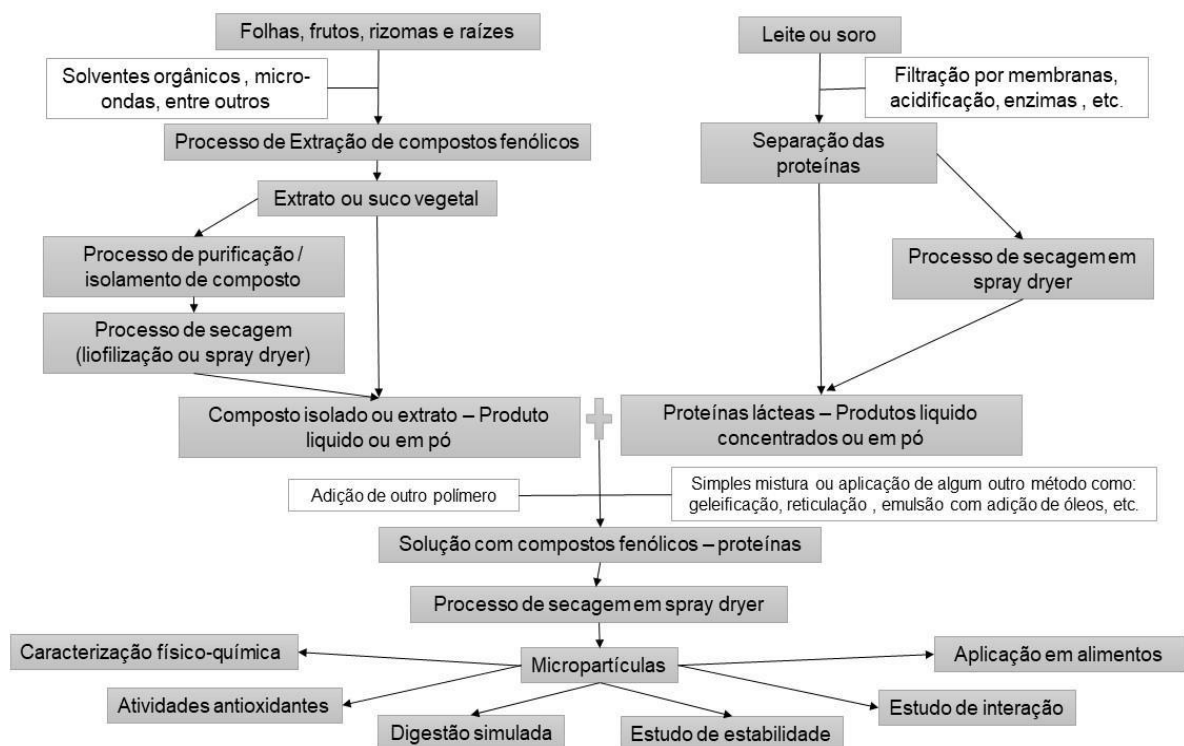 Folhas, frutos, rizomas e raízes
Solventes orgânicos , micro-
ondas, entre outros
Processo de Extração de compostos fenólicos
Extrato ou suco vegetal
Processo de purificação /
isolamento de composto
Processo de secagem
(liofilização ou spray dryer)
Composto isolado ou extrato – Produto
liquido ou em pó
Leite ou soro
Filtração por membranas,
acidificação, enzimas , etc.
Separação das
proteínas
Processo de secagem em
spray dryer
Proteínas lácteas – Produtos liquido
concentrados ou em pó
Adição de outro polímero
Simples mistura ou aplicação de algum outro método como:
geleificação, reticulação , emulsão com adição de óleos, etc.
Solução com compostos fenólicos – proteínas
Processo de secagem em spray dryer
Micropartículas
Caracterização físico-química
Atividades antioxidantes
Digestão simulada
Estudo de estabilidade
Estudo de interação
Aplicação em alimentos